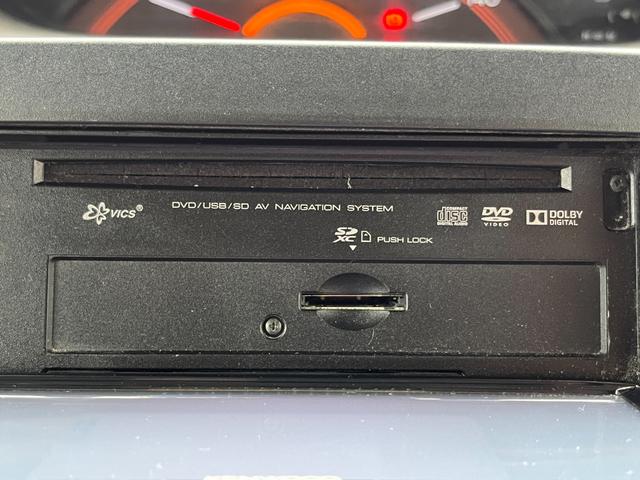 VICS®
DVD/USB/SD AV NAVIGATION SYSTEM
COMPACT
disc
DIGITAL AUDIO
DVD
VIDEO
DOLBY
DIGITAL
SD
XC
PUSH LOCK